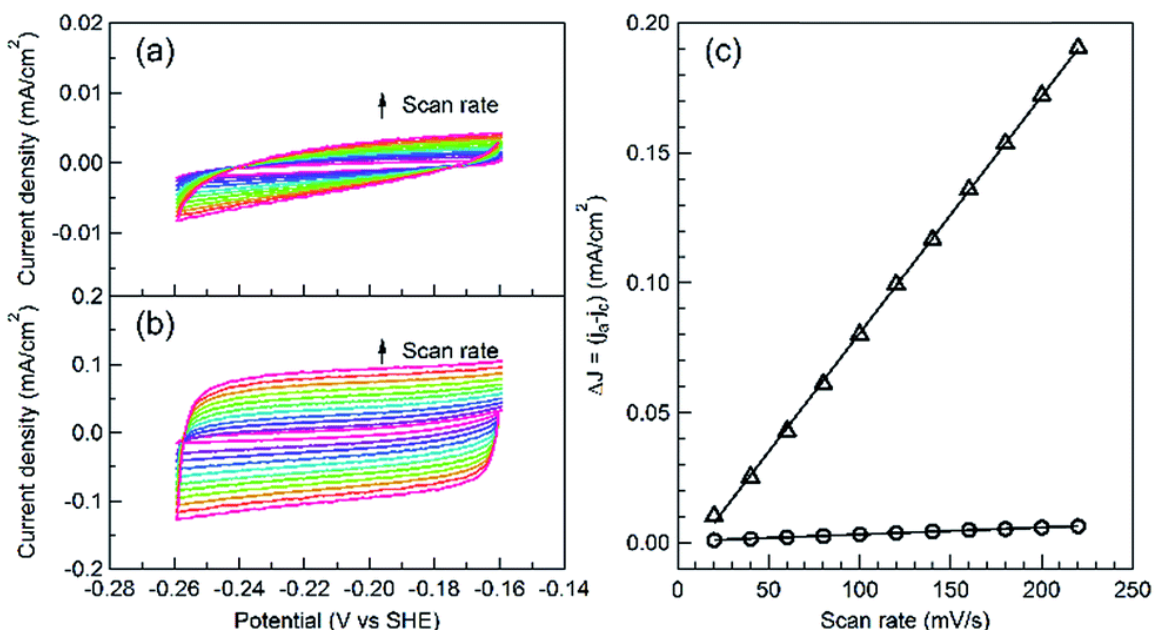 (a)
Scan rate
0.02
0.01
0.00
-0.01
Current density (mA/cm²)
(b)
Scan rate
0.2
0.1
0.0
-0.1
-0.2
Current density (mA/cm²)
-0.28 -0.26 -0.24 -0.22 -0.20 -0.18 -0.16 -0.14
Potential (V vs SHE)
(c)
0.20
0.15
0.10
0.05
0.00
ΔJ = (jₐ-j꜀) (mA/cm²)
0 50 100 150 200 250
Scan rate (mV/s)